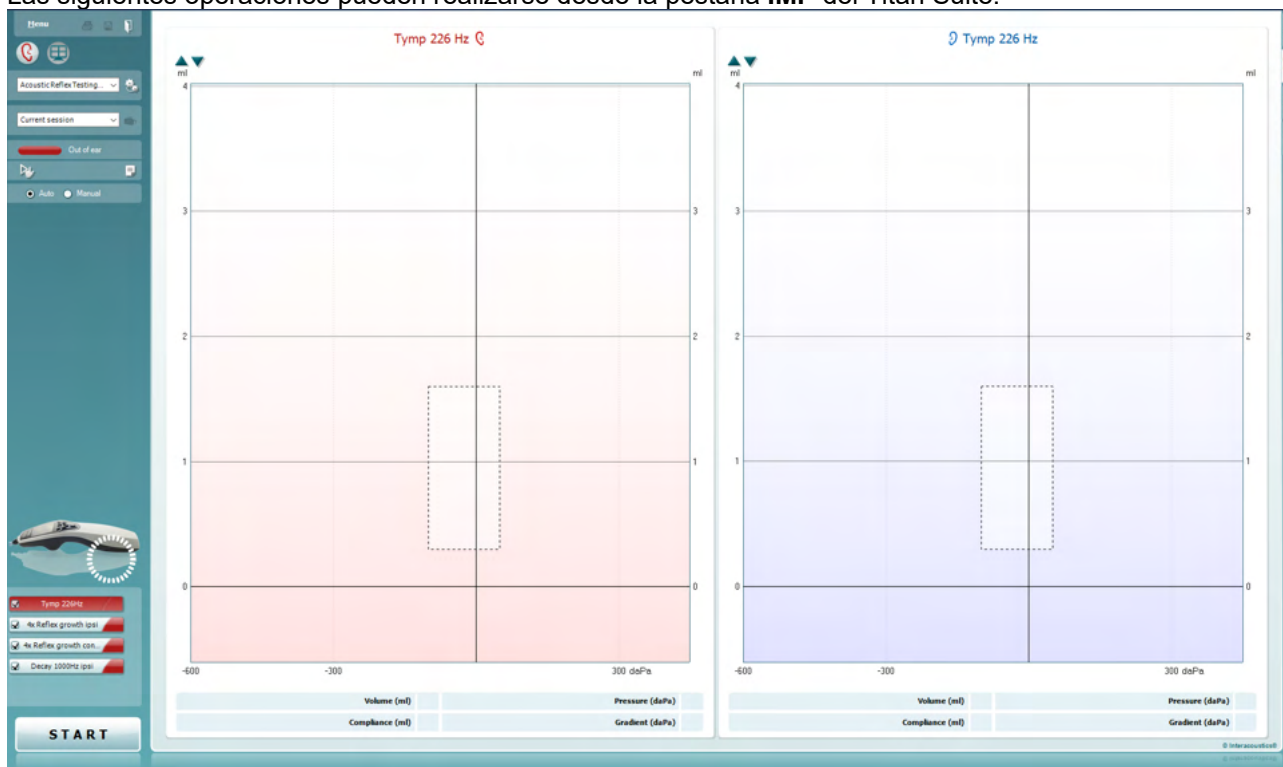 Las siguientes operaciones pueden realizarse desde la pestaña IMP del Titan Suite:
Menu
Acoustic Reflex Testing...
Current session
Out of ear
Auto Manual
Tymp 226Hz
4x Reflex growth ipsi
4x Reflex growth con...
Decay 1000Hz ipsi
START
Tymp 226 Hz
ml ml
4
3 3
2 2
1 1
0 0
-600 -300 300 daPa
Volume (ml) Pressure (daPa)
Compliance (ml) Gradient (daPa)
Tymp 226 Hz
ml ml
4
3 3
2 2
1 1
0 0
-600 -300 300 daPa
Volume (ml) Pressure (daPa)
Compliance (ml) Gradient (daPa)
© Interacoustics®